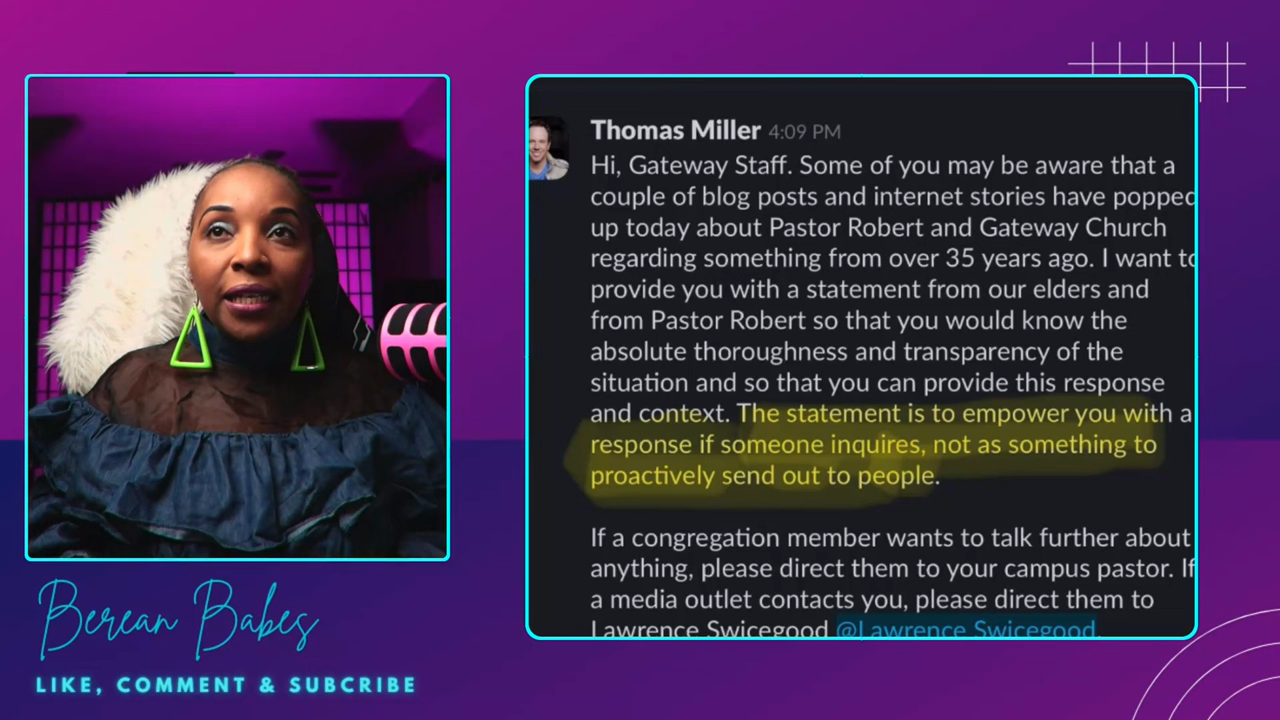 Thomas Miller 4:09 PM
Hi, Gateway Staff. Some of you may be aware that a
couple of blog posts and internet stories have popped
up today about Pastor Robert and Gateway Church
regarding something from over 35 years ago. I want to
provide you with a statement from our elders and
from Pastor Robert so that you would know the
absolute thoroughness and transparency of the
situation and so that you can provide this response
and context. The statement is to empower you with a
response if someone inquires, not as something to
proactively send out to people.
If a congregation member wants to talk further about
anything, please direct them to your campus pastor. If
a media outlet contacts you, please direct them to
Lawrence Swicegood @Lawrence Swicegood.
Berean Babes
LIKE, COMMENT & SUBCRIBE